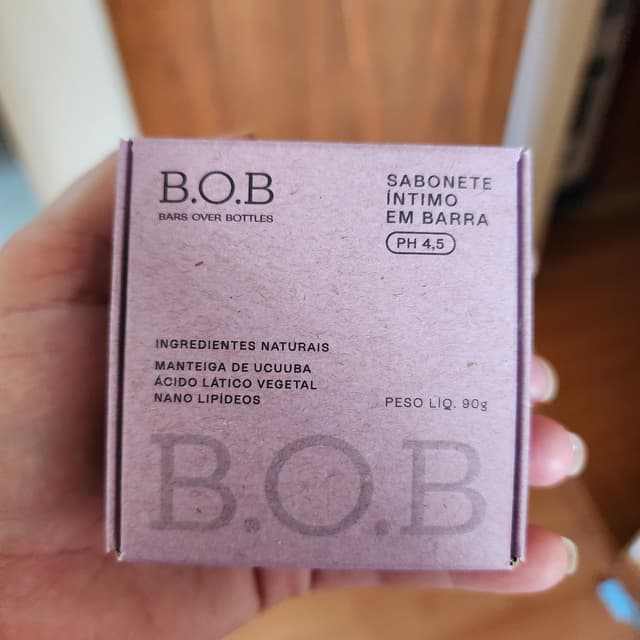 B.O.B
BARS OVER BOTTLES
SABONETE
ÍNTIMO
EM BARRA
PH 4,5
INGREDIENTES NATURAIS
MANTEIGA DE UCUUBA
ÁCIDO LÁTICO VEGETAL
NANO LIPÍDEOS
PESO LÍQ. 90g
B.O.B